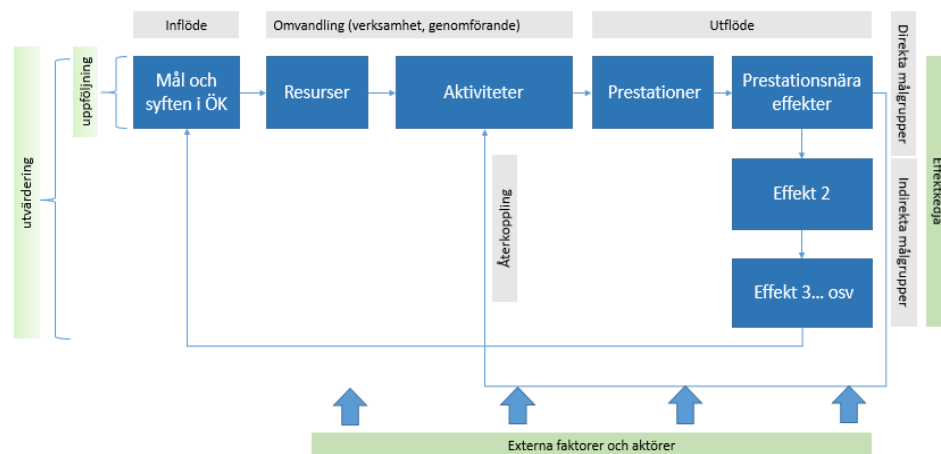 Inflöde
Omvandling (verksamhet, genomförande)
Utflöde
utvärdering
uppföljning
Mål och
syften i ÖK
Resurser
Aktiviteter
Prestationer
Prestationsnära
effekter
Direkta målgrupper
Effektkedja
Återkoppling
Effekt 2
Indirekta målgrupper
Effekt 3... osv
Externa faktorer och aktörer